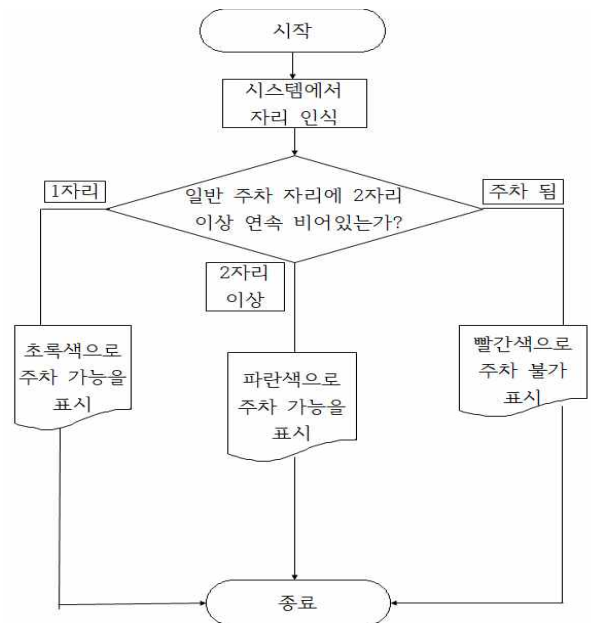 시작
시스템에서
자리 인식
일반 주차 자리에 2자리
이상 연속 비어있는가?
1자리
주차 됨
2자리
이상
초록색으로
주차 가능을
표시
파란색으로
주차 가능을
표시
빨간색으로
주차 불가
표시
종료